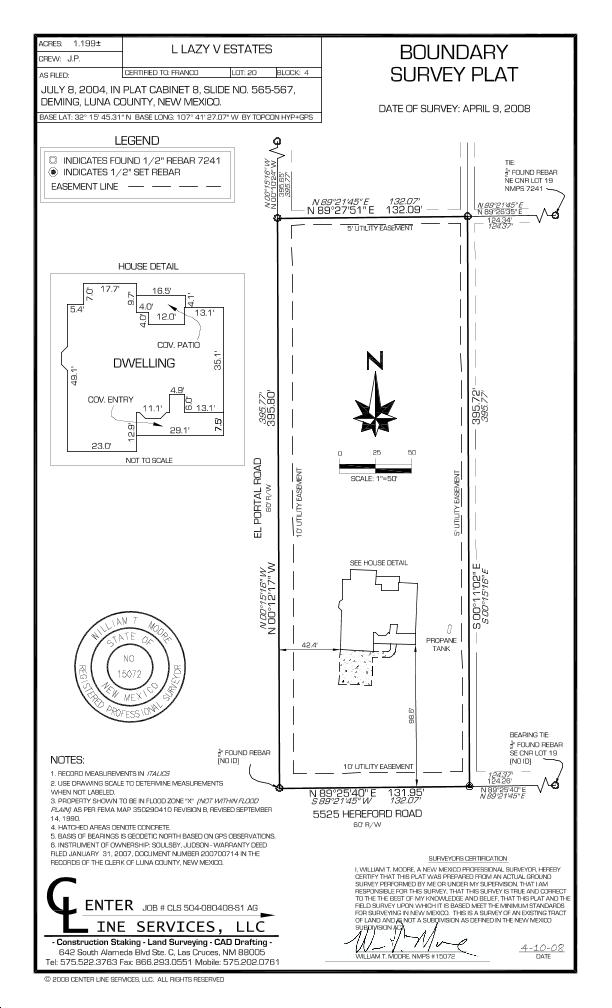 ACRES: 1.199±
CREW: J.P.
AS FILED:
L LAZY V ESTATES
CERTIFIED TO: FRANCO LOT: 20 BLOCK: 4
JULY 8, 2004, IN PLAT CABINET 8, SLIDE NO. 565-567,
DEMING, LUNA COUNTY, NEW MEXICO.
BASE LAT: 32° 15' 45.31" N BASE LONG: 107° 41' 27.07" W BY TOPCON HYP+GPS
BOUNDARY
SURVEY PLAT
DATE OF SURVEY: APRIL 9, 2008
LEGEND
INDICATES FOUND 1/2" REBAR 7241
INDICATES 1/2" SET REBAR
EASEMENT LINE
N 00°15'16" W
N 00°10'24" W
395.65'
395.77'
TIE:
1/2" FOUND REBAR
NE CNR LOT 19
NMPS 7241
N 89°21'45" E 132.07'
N 89°27'51" E 132.09'
N 89°21'45" E
N 89°26'35" E
124.34'
124.37'
5' UTILITY EASEMENT
HOUSE DETAIL
17.7'
7.0'
5.4'
9.7'
16.5'
4.1'
4.0'
4.0'
12.0'
13.1'
COV. PATIO
DWELLING
35.1'
49.1'
COV. ENTRY
4.9'
6.0'
11.1'
13.1'
12.9'
29.1'
7.5'
23.0'
NOT TO SCALE
N
0 25 50
SCALE: 1"=50'
395.77'
395.80'
395.72'
395.77'
EL PORTAL ROAD
60' R/W
10' UTILITY EASEMENT
5' UTILITY EASEMENT
N 00°15'16" W
N 00°12'17" W
S 00°11'02" E
S 00°15'16" E
SEE HOUSE DETAIL
PROPANE
TANK
42.4'
98.6'
WILLIAM T. MOORE
STATE OF
NO
15072
NEW MEXICO
REGISTERED PROFESSIONAL SURVEYOR
1/2" FOUND REBAR
(NO ID)
10' UTILITY EASEMENT
BEARING TIE
1/2" FOUND REBAR
SE CNR LOT 19
(NO ID)
124.37'
124.26'
N 89°25'40" E
N 89°21'45" E
N 89°25'40" E 131.95'
S 89°21'45" W 132.07'
5525 HEREFORD ROAD
60' R/W
NOTES:
1. RECORD MEASUREMENTS IN ITALICS
2. USE DRAWING SCALE TO DETERMINE MEASUREMENTS
WHEN NOT LABELED.
3. PROPERTY SHOWN TO BE IN FLOOD ZONE "X" (NOT WITHIN FLOOD
PLAIN) AS PER FEMA MAP 350290410 REVISION B, REVISED SEPTEMBER
14, 1990.
4. HATCHED AREAS DENOTE CONCRETE.
5. BASIS OF BEARINGS IS GEODETIC NORTH BASED ON GPS OBSERVATIONS.
6. INSTRUMENT OF OWNERSHIP: SOULSBY, JUDSON - WARRANTY DEED
FILED JANUARY 31, 2007, DOCUMENT NUMBER 200700714 IN THE
RECORDS OF THE CLERK OF LUNA COUNTY, NEW MEXICO.
SURVEYOR'S CERTIFICATION
I, WILLIAM T. MOORE, A NEW MEXICO PROFESSIONAL SURVEYOR, HEREBY
CERTIFY THAT THIS PLAT WAS PREPARED FROM AN ACTUAL GROUND
SURVEY PERFORMED BY ME OR UNDER MY SUPERVISION, THAT I AM
RESPONSIBLE FOR THIS SURVEY, THAT THIS SURVEY IS TRUE AND CORRECT
TO THE THE BEST OF MY KNOWLEDGE AND BELIEF, THAT THIS PLAT AND THE
FIELD SURVEY UPON WHICH IT IS BASED MEET THE MINIMUM STANDARDS
FOR SURVEYING IN NEW MEXICO. THIS IS A SURVEY OF AN EXISTING TRACT
OF LAND AND IS NOT A SUBDIVISION AS DEFINED IN THE NEW MEXICO
SUBDIVISION ACT.
Wm T Moore
WILLIAM T. MOORE, NMPS #15072
4-10-08
DATE
CENTER JOB # CLS 504-080408-S1 AG
LINE SERVICES, LLC
- Construction Staking - Land Surveying - CAD Drafting -
642 South Alameda Blvd Ste. C, Las Cruces, NM 88005
Tel: 575.522.3763 Fax: 866.293.0551 Mobile: 575.202.0761
© 2008 CENTER LINE SERVICES, LLC. ALL RIGHTS RESERVED